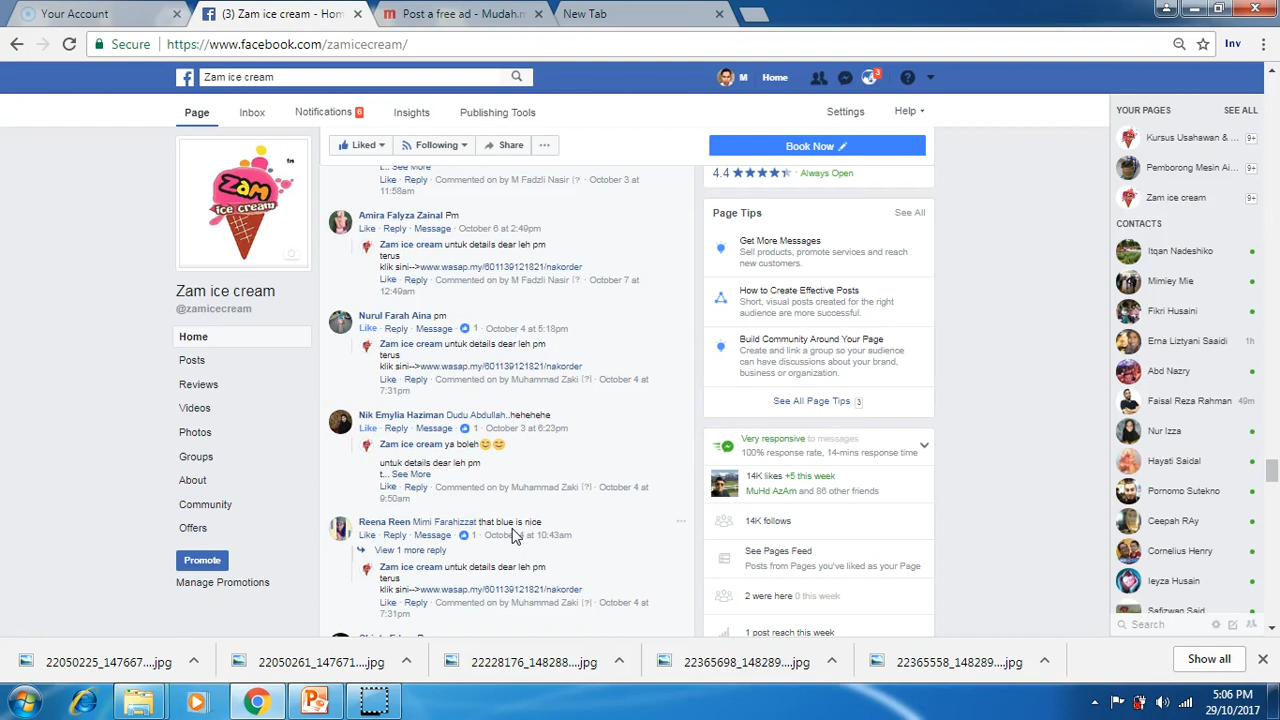 Your Account
(3) Zam ice cream - Hom
Post a free ad - Mudah.m
New Tab
Secure
https://www.facebook.com/zamicecream/
Inv
Zam ice cream
M
Home
3
Page
Inbox
Notifications 6
Insights
Publishing Tools
Settings
Help
Liked
Following
Share
Book Now
Zam
ice cream
Zam ice cream
@zamicecream
Home
Posts
Reviews
Videos
Photos
Groups
About
Community
Offers
Promote
Manage Promotions
t... See More
Like · Reply · Commented on by M Fadzli Nasir [?] · October 3 at
11:58am
Amira Falyza Zainal Pm
Like · Reply · Message · October 6 at 2:49pm
Zam ice cream untuk details dear leh pm
terus
klik sini-->www.wasap.my/601139121821/nakorder
Like · Reply · Commented on by M Fadzli Nasir [?] · October 7 at
12:49am
Nurul Farah Aina pm
Like · Reply · Message · 1 · October 4 at 5:18pm
Zam ice cream untuk details dear leh pm
terus
klik sini-->www.wasap.my/601139121821/nakorder
Like · Reply · Commented on by Muhammad Zaki [?] · October 4 at
7:31pm
Nik Emylia Haziman Dudu Abdullah..hehehehe
Like · Reply · Message · 1 · October 3 at 6:23pm
Zam ice cream ya boleh😊😊
untuk details dear leh pm
t... See More
Like · Reply · Commented on by Muhammad Zaki [?] · October 4 at
9:50am
Reena Reen Mimi Farahizzat that blue is nice
Like · Reply · Message · 1 · October 4 at 10:43am
View 1 more reply
Zam ice cream untuk details dear leh pm
terus
klik sini-->www.wasap.my/601139121821/nakorder
Like · Reply · Commented on by Muhammad Zaki [?] · October 4 at
7:31pm
4.4 ★★★★★ Always Open
Page Tips
See All
Get More Messages
Sell products, promote services and reach
new customers.
How to Create Effective Posts
Short, visual posts created for the right
audience are more successful.
Build Community Around Your Page
Create and link a group so your audience
can have discussions about your brand,
business or organization.
See All Page Tips 3
Very responsive to messages
100% response rate, 14-mins response time
14K likes +5 this week
MuHd AzAm and 86 other friends
14K follows
See Pages Feed
Posts from Pages you've liked as your Page
2 were here 0 this week
1 post reach this week
YOUR PAGES
SEE ALL
Kursus Usahawan & ... 9+
Pemborong Mesin Ai... 9+
Zam ice cream 9+
CONTACTS
Itqan Nadeshiko
Mimiey Mie
Fikri Husaini
Erna Liztyani Saaidi 1h
Abd Nazry
Faisal Reza Rahman 49m
Nur Izza
Hayati Saidal
Pornomo Sutekno
Ceepah RAy
Cornelius Henry
Ieyza Husain
Safizwan Said
Search
22050225_147667....jpg
22050261_147671....jpg
22228176_148288....jpg
22365698_148289....jpg
22365558_148289....jpg
Show all
5:06 PM
29/10/2017